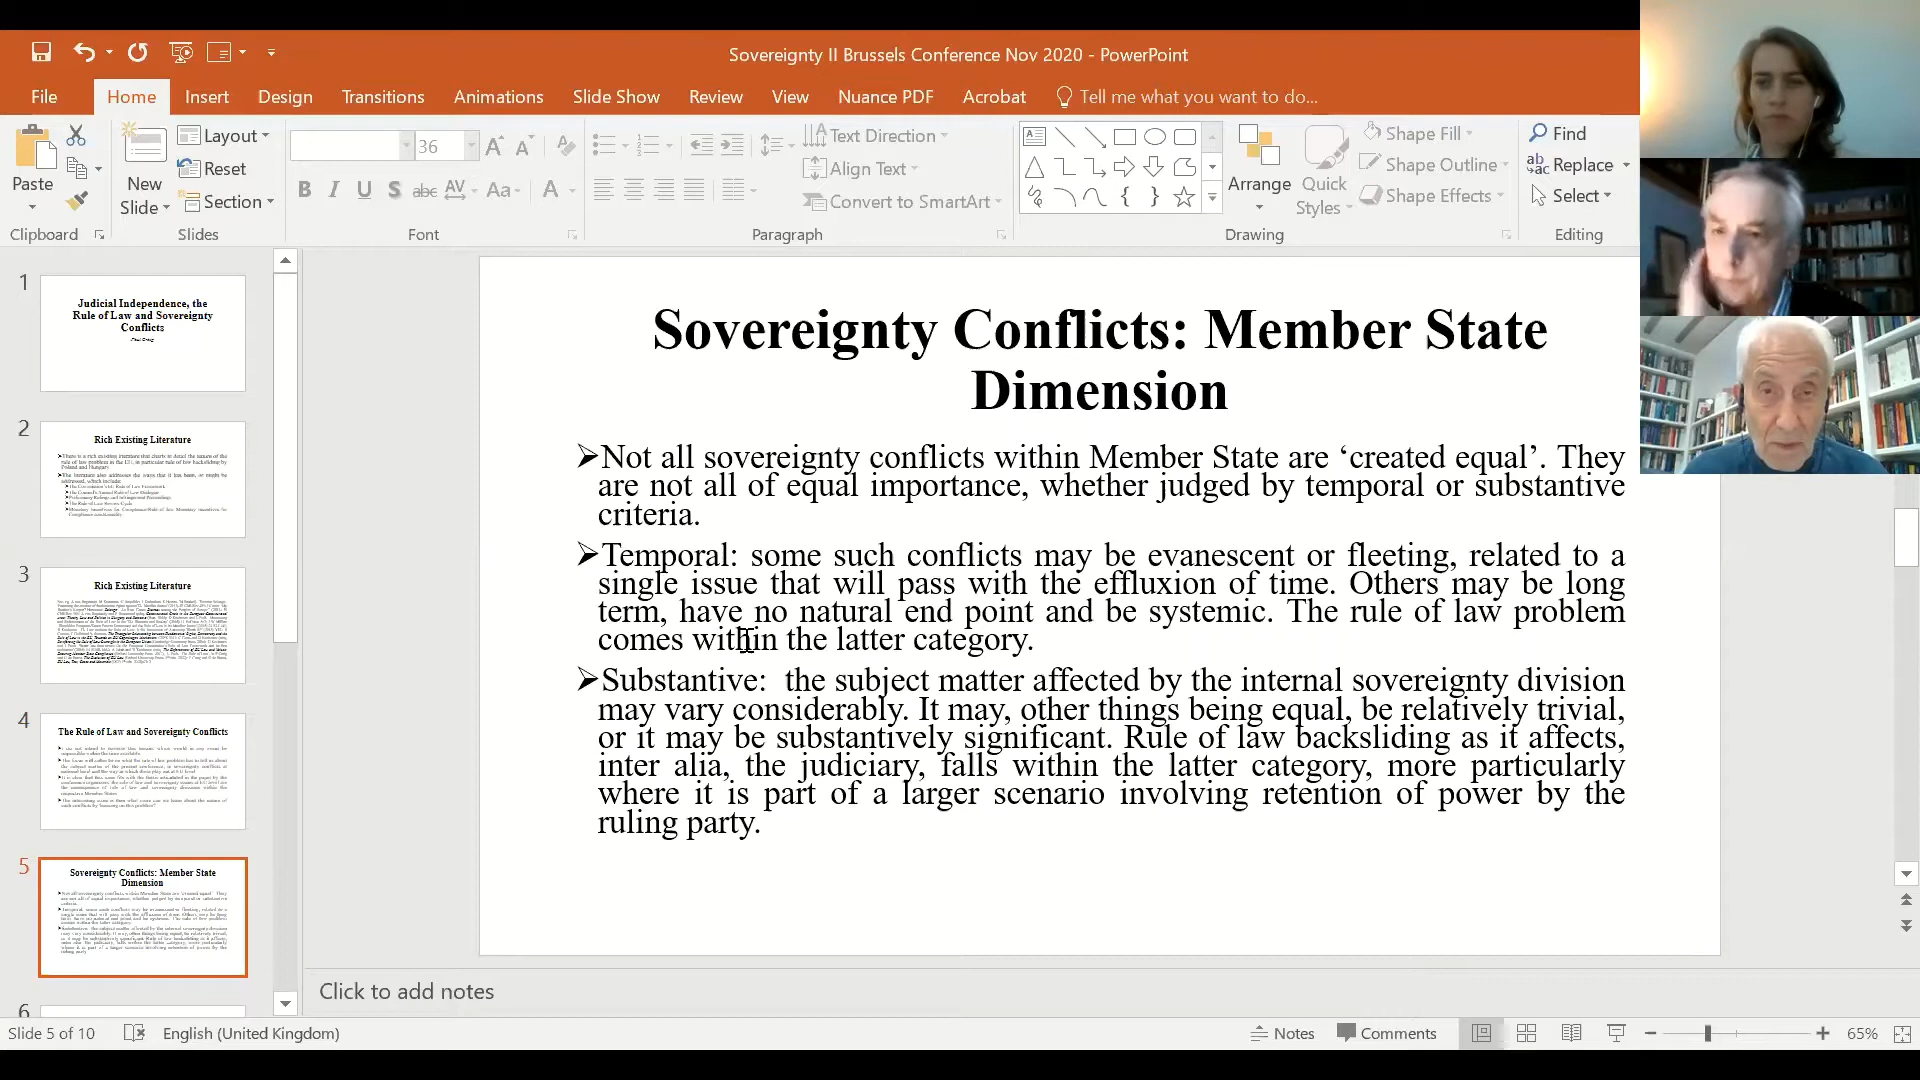 Sovereignty II Brussels Conference Nov 2020 - PowerPoint
File Home Insert Design Transitions Animations Slide Show Review View Nuance PDF Acrobat Tell me what you want to do...
Paste
Clipboard
New
Slide
Layout
Reset
Section
Slides
36
B I U S abc AV Aa A
Font
Text Direction
Align Text
Convert to SmartArt
Paragraph
Arrange
Quick
Styles
Shape Fill
Shape Outline
Shape Effects
Drawing
Find
Replace
Select
Editing
1
Judicial Independence, the
Rule of Law and Sovereignty
Conflicts
2
Rich Existing Literature
3
Rich Existing Literature
4
The Rule of Law and Sovereignty Conflicts
5
Sovereignty Conflicts: Member State
Dimension
6
Sovereignty Conflicts: Member State
Dimension
Not all sovereignty conflicts within Member State are ‘created equal’. They
are not all of equal importance, whether judged by temporal or substantive
criteria.
Temporal: some such conflicts may be evanescent or fleeting, related to a
single issue that will pass with the effluxion of time. Others may be long
term, have no natural end point and be systemic. The rule of law problem
comes within the latter category.
Substantive: the subject matter affected by the internal sovereignty division
may vary considerably. It may, other things being equal, be relatively trivial,
or it may be substantively significant. Rule of law backsliding as it affects,
inter alia, the judiciary, falls within the latter category, more particularly
where it is part of a larger scenario involving retention of power by the
ruling party.
Click to add notes
Slide 5 of 10 English (United Kingdom) Notes Comments 65%